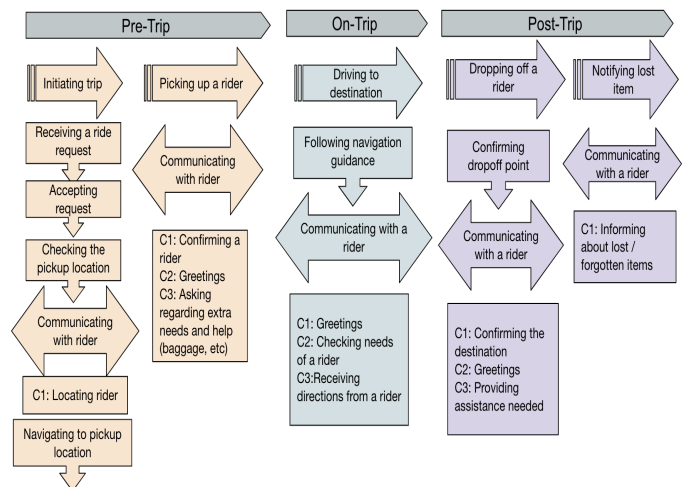 Pre-Trip
Initiating trip
Receiving a ride
request
Accepting
request
Checking the
pickup location
Communicating
with rider
C1: Locating rider
Navigating to pickup
location
Picking up a rider
Communicating
with rider
C1: Confirming a
rider
C2: Greetings
C3: Asking
regarding extra
needs and help
(baggage, etc)
On-Trip
Driving to
destination
Following navigation
guidance
Communicating with a
rider
C1: Greetings
C2: Checking needs
of a rider
C3:Receiving
directions from a rider
Post-Trip
Dropping off a
rider
Confirming
dropoff point
Communicating
with a rider
C1: Confirming the
destination
C2: Greetings
C3: Providing
assistance needed
Notifying lost
item
Communicating
with a rider
C1: Informing
about lost /
forgotten items